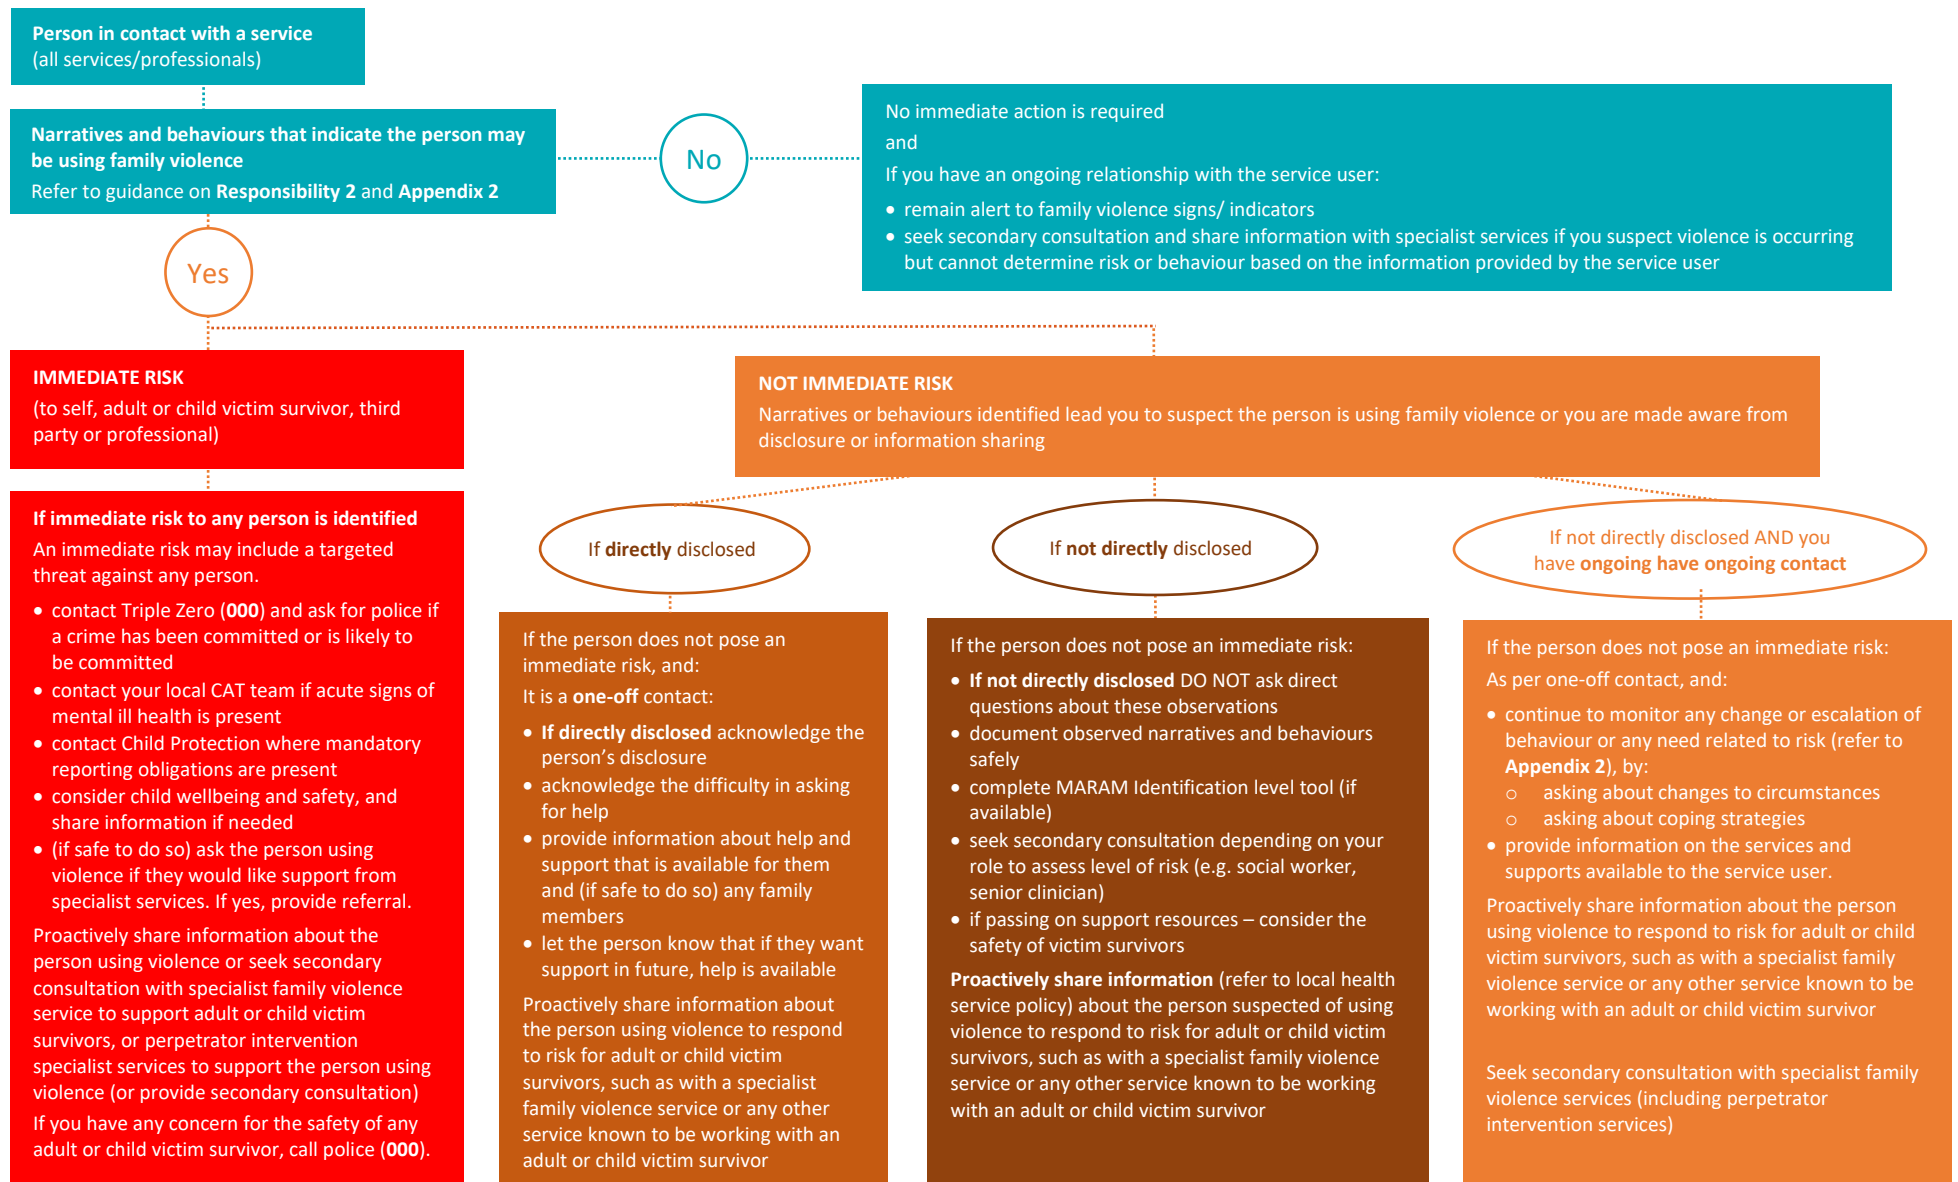 Person in contact with a service
(all services/professionals)
Narratives and behaviours that indicate the person may
be using family violence
Refer to guidance on Responsibility 2 and Appendix 2
No
No immediate action is required
and
If you have an ongoing relationship with the service user:
• remain alert to family violence signs/ indicators
• seek secondary consultation and share information with specialist services if you suspect violence is occurring
but cannot determine risk or behaviour based on the information provided by the service user
Yes
IMMEDIATE RISK
(to self, adult or child victim survivor, third
party or professional)
NOT IMMEDIATE RISK
Narratives or behaviours identified lead you to suspect the person is using family violence or you are made aware from
disclosure or information sharing
If immediate risk to any person is identified
An immediate risk may include a targeted
threat against any person.
• contact Triple Zero (000) and ask for police if
a crime has been committed or is likely to
be committed
• contact your local CAT team if acute signs of
mental ill health is present
• contact Child Protection where mandatory
reporting obligations are present
• consider child wellbeing and safety, and
share information if needed
• (if safe to do so) ask the person using
violence if they would like support from
specialist services. If yes, provide referral.
Proactively share information about the
person using violence or seek secondary
consultation with specialist family violence
service to support adult or child victim
survivors, or perpetrator intervention
specialist services to support the person using
violence (or provide secondary consultation)
If you have any concern for the safety of any
adult or child victim survivor, call police (000).
If directly disclosed
If the person does not pose an
immediate risk, and:
It is a one-off contact:
• If directly disclosed acknowledge the
person's disclosure
• acknowledge the difficulty in asking
for help
• provide information about help and
support that is available for them
and (if safe to do so) any family
members
• let the person know that if they want
support in future, help is available
Proactively share information about
the person using violence to respond
to risk for adult or child victim
survivors, such as with a specialist
family violence service or any other
service known to be working with an
adult or child victim survivor
If not directly disclosed
If the person does not pose an immediate risk:
• If not directly disclosed DO NOT ask direct
questions about these observations
• document observed narratives and behaviours
safely
• complete MARAM Identification level tool (if
available)
• seek secondary consultation depending on your
role to assess level of risk (e.g. social worker,
senior clinician)
• if passing on support resources – consider the
safety of victim survivors
Proactively share information (refer to local health
service policy) about the person suspected of using
violence to respond to risk for adult or child victim
survivors, such as with a specialist family violence
service or any other service known to be working
with an adult or child victim survivor
If not directly disclosed AND you
have ongoing have ongoing contact
If the person does not pose an immediate risk:
As per one-off contact, and:
• continue to monitor any change or escalation of
behaviour or any need related to risk (refer to
Appendix 2), by:
o asking about changes to circumstances
o asking about coping strategies
• provide information on the services and
supports available to the service user.
Proactively share information about the person
using violence to respond to risk for adult or child
victim survivors, such as with a specialist family
violence service or any other service known to be
working with an adult or child victim survivor
Seek secondary consultation with specialist family
violence services (including perpetrator
intervention services)